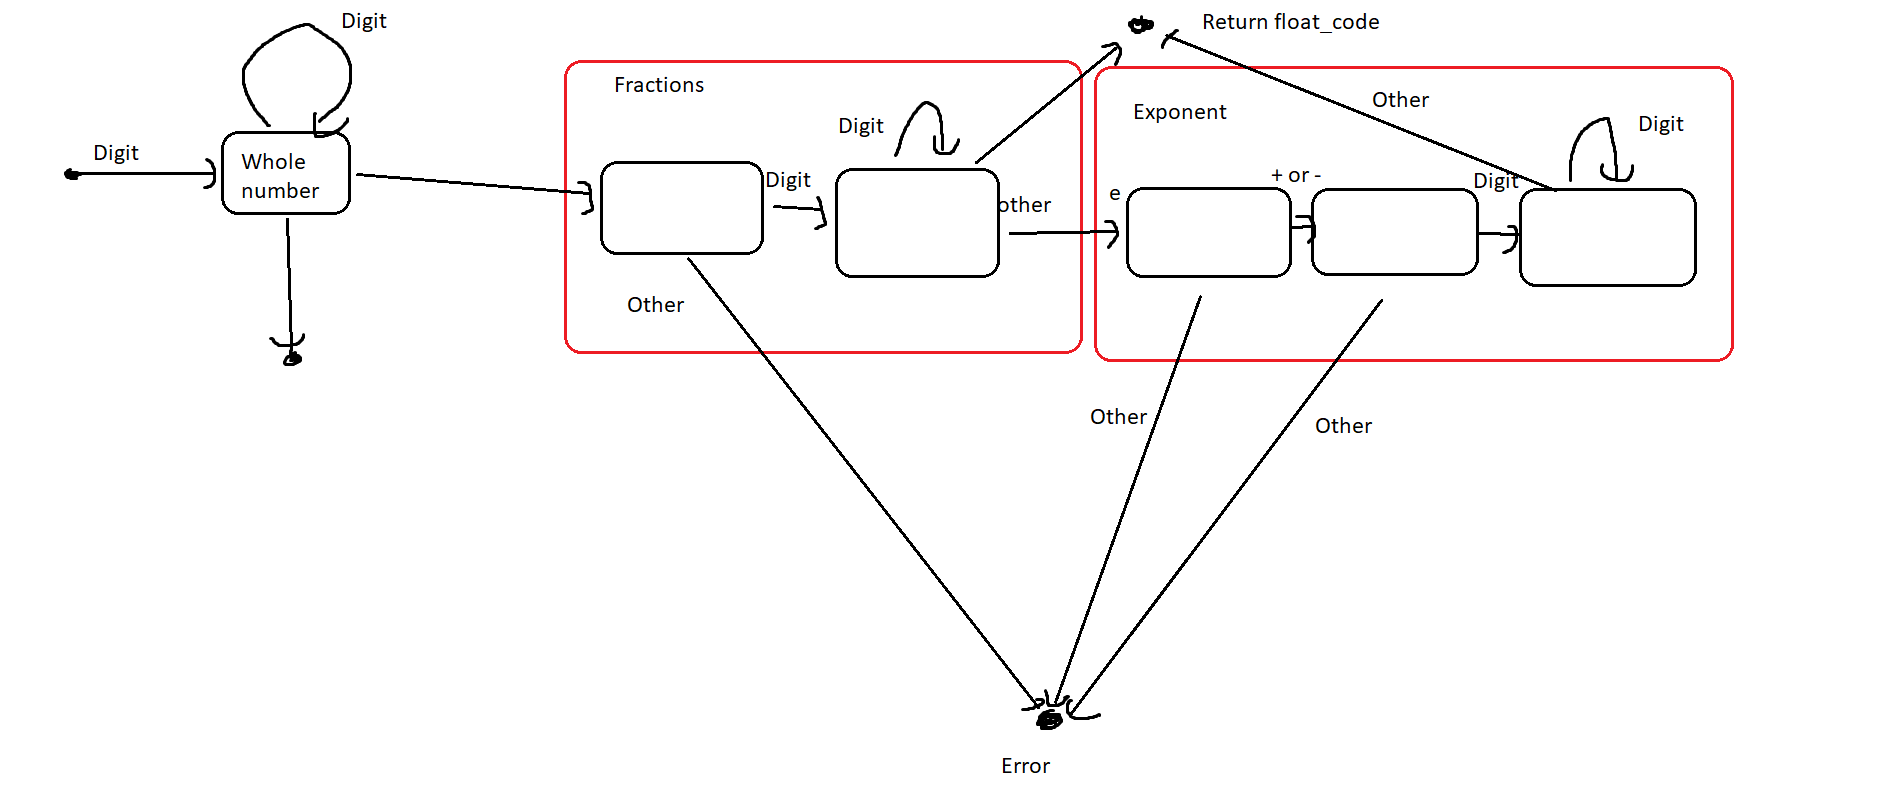 Digit
Return float_code
Fractions
Other
Exponent
Digit
Digit
Digit
Whole
number
Digit
+ or -
Digit
e
other
Other
Other
Other
Error